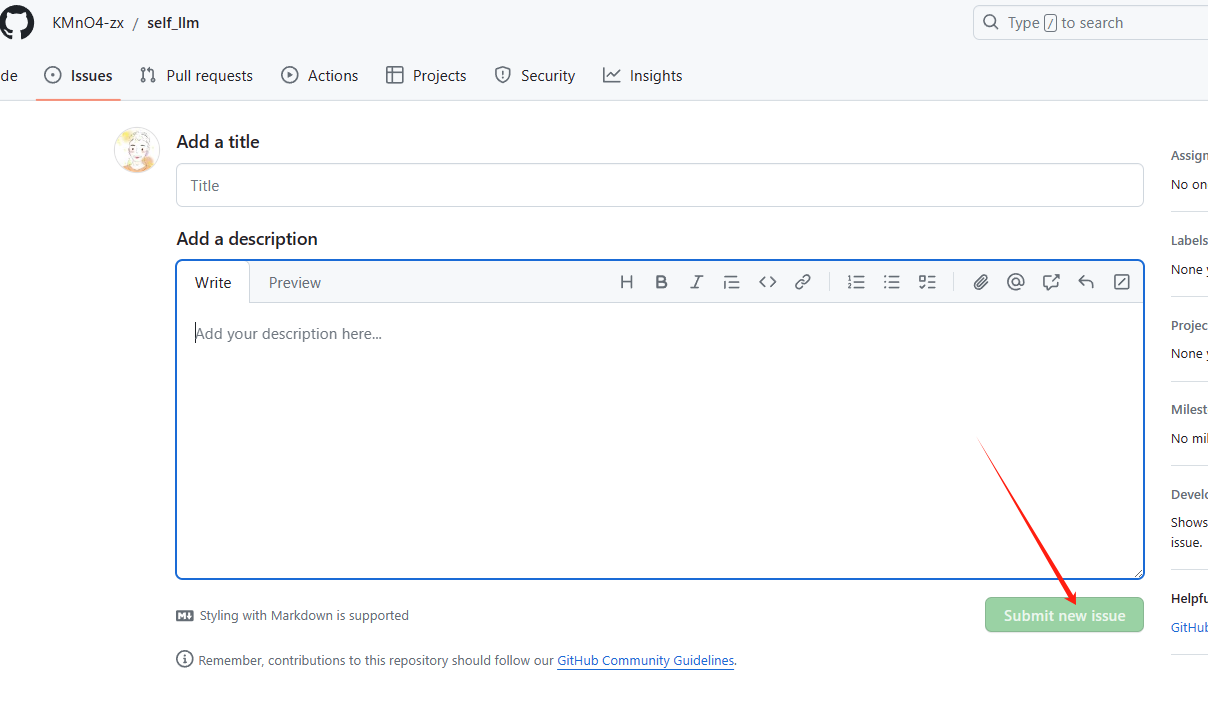 KMnO4-zx / self_llm
Type / to search
de Issues Pull requests Actions Projects Security Insights
Add a title
Title
Add a description
Write Preview
Add your description here...
Styling with Markdown is supported
Submit new issue
Remember, contributions to this repository should follow our GitHub Community Guidelines.
Assign
No on
Labels
None y
Projec
None y
Milest
No mil
Develo
Shows
issue.
Helpfu
GitHub